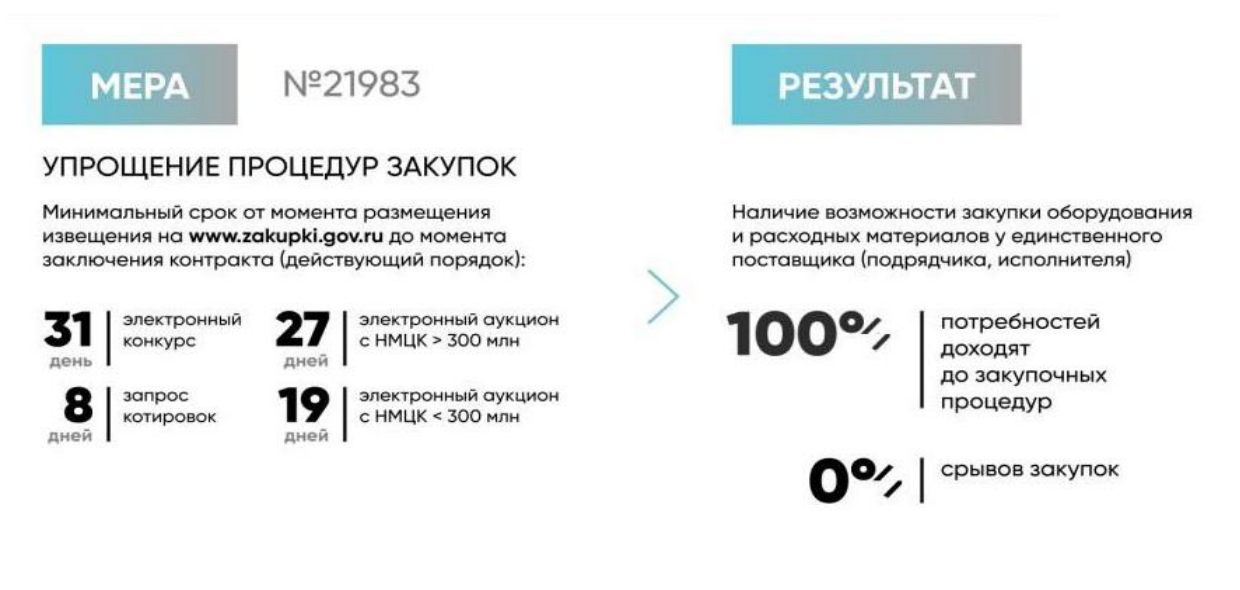 МЕРА
№21983
УПРОЩЕНИЕ ПРОЦЕДУР ЗАКУПОК
Минимальный срок от момента размещения
извещения на www.zakupki.gov.ru до момента
заключения контракта (действующий порядок):
31
день
электронный
конкурс
27
дней
электронный аукцион
с НМЦК > 300 млн
8
дней
запрос
котировок
19
дней
электронный аукцион
с НМЦК < 300 млн
РЕЗУЛЬТАТ
Наличие возможности закупки оборудования
и расходных материалов у единственного
поставщика (подрядчика, исполнителя)
100%
потребностей
доходят
до закупочных
процедур
0%
срывов закупок